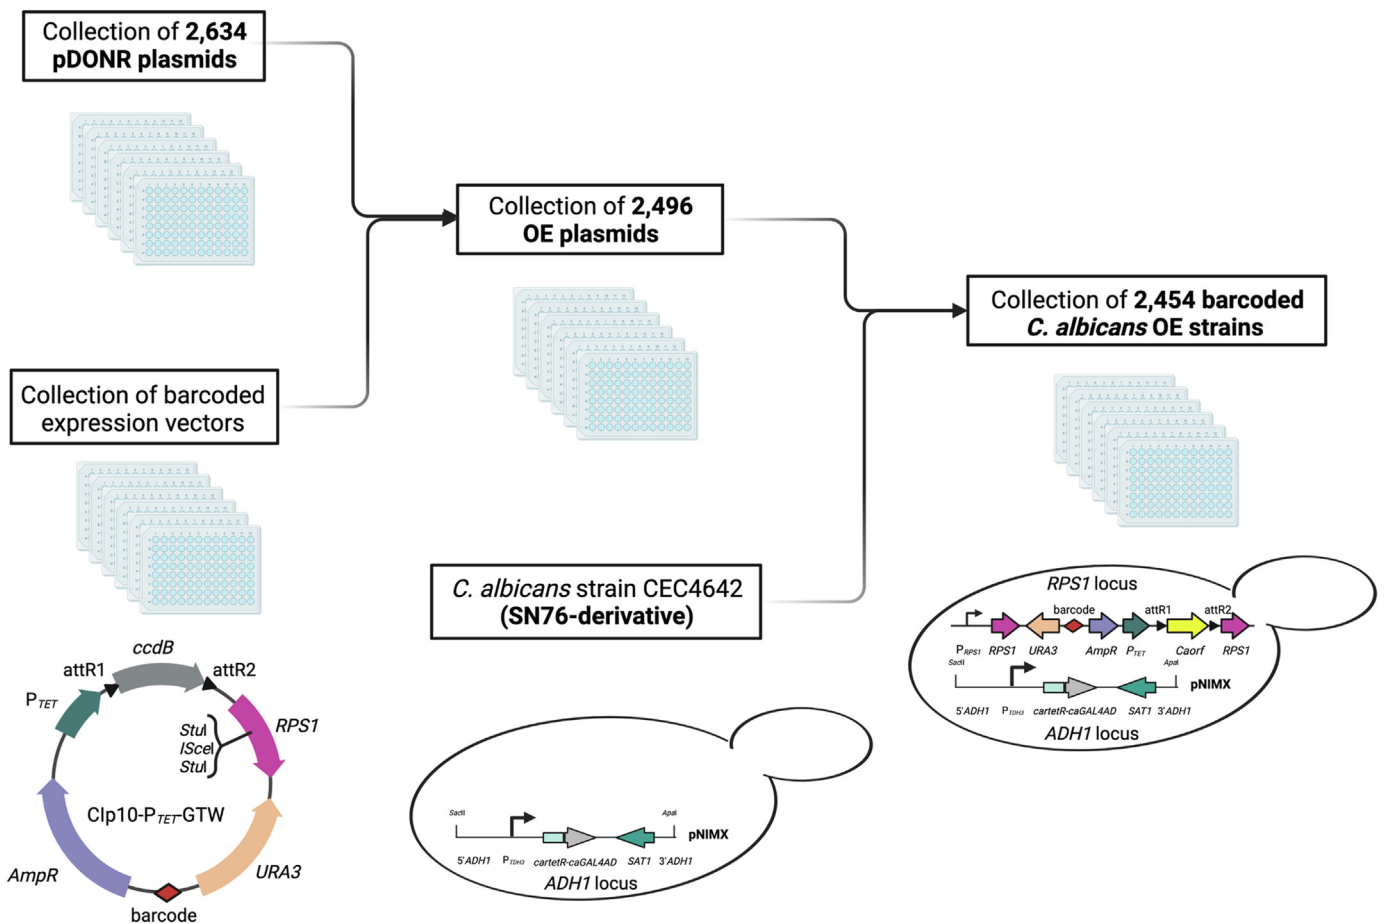 Collection of 2,634
pDONR plasmids
Collection of barcoded
expression vectors
Collection of 2,496
OE plasmids
C. albicans strain CEC4642
(SN76-derivative)
Collection of 2,454 barcoded
C. albicans OE strains
ccdB
attR1
attR2
PTET
RPS1
StuI
ISceI
StuI
CIp10-PTET-GTW
AmpR
URA3
barcode
SacII
ApaI
pNIMX
5'ADH1 PTDH3 cartetR-caGAL4AD SAT1 3'ADH1
ADH1 locus
RPS1 locus
barcode attR1 attR2
PRPS1 RPS1 URA3 AmpR PTET Caorf RPS1
SacII ApaI
pNIMX
5'ADH1 PTDH3 cartetR-caGAL4AD SAT1 3'ADH1
ADH1 locus